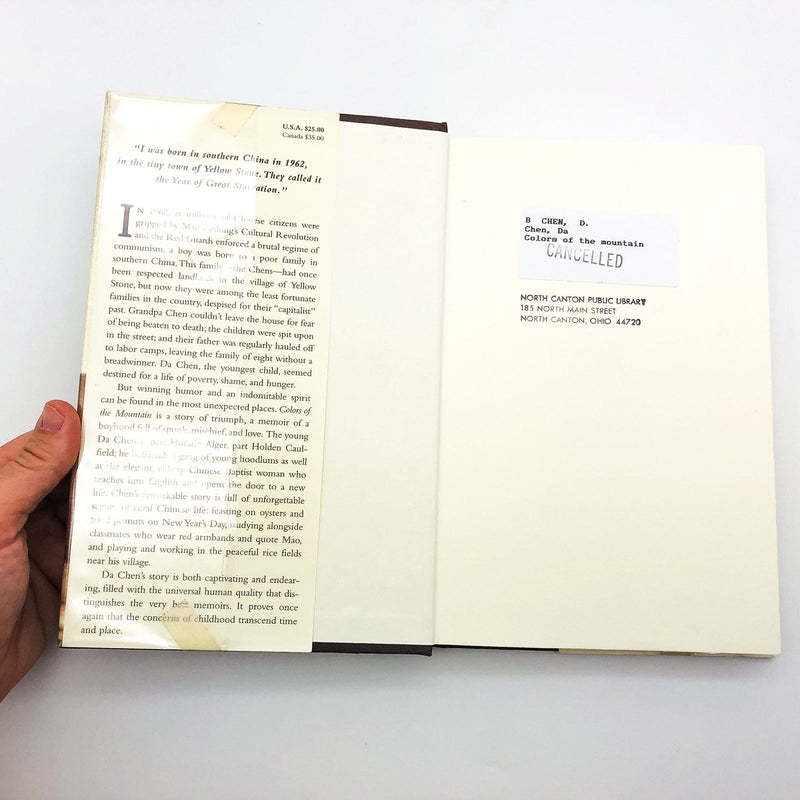 U.S.A. $25.00
Canada $35.00
"I was born in southern China in 1962,
in the tiny town of Yellow Stone. They called it
the Year of Great Starvation."
IN 1962, as millions of Chinese citizens were
gripped by Mao Zedong's Cultural Revolution
and the Red Guards enforced a brutal regime of
communism, a boy was born to a poor family in
southern China. This family—the Chens—had once
been respected landlords in the village of Yellow
Stone, but now they were among the least fortunate
families in the country, despised for their "capitalist"
past. Grandpa Chen couldn't leave the house for fear
of being beaten to death; the children were spit upon
in the street; and their father was regularly hauled off
to labor camps, leaving the family of eight without a
breadwinner. Da Chen, the youngest child, seemed
destined for a life of poverty, shame, and hunger.
But winning humor and an indomitable spirit
can be found in the most unexpected places. Colors of
the Mountain is a story of triumph, a memoir of a
boyhood full of spunk, mischief, and love. The young
Da Chen is part Horatio Alger, part Holden Caul-
field; he befriends a gang of young hoodlums as well
as the elegant, elderly Chinese Baptist woman who
teaches him English and opens the door to a new
life. Chen's remarkable story is full of unforgettable
scenes of rural Chinese life: feasting on oysters and
fried peanuts on New Year's Day, studying alongside
classmates who wear red armbands and quote Mao,
and playing and working in the peaceful rice fields
near his village.
Da Chen's story is both captivating and endear-
ing, filled with the universal human quality that dis-
tinguishes the very best memoirs. It proves once
again that the concerns of childhood transcend time
and place.
B CHEN, D.
Chen, Da
Colors of the mountain
CANCELLED
NORTH CANTON PUBLIC LIBRARY
185 NORTH MAIN STREET
NORTH CANTON, OHIO 44720